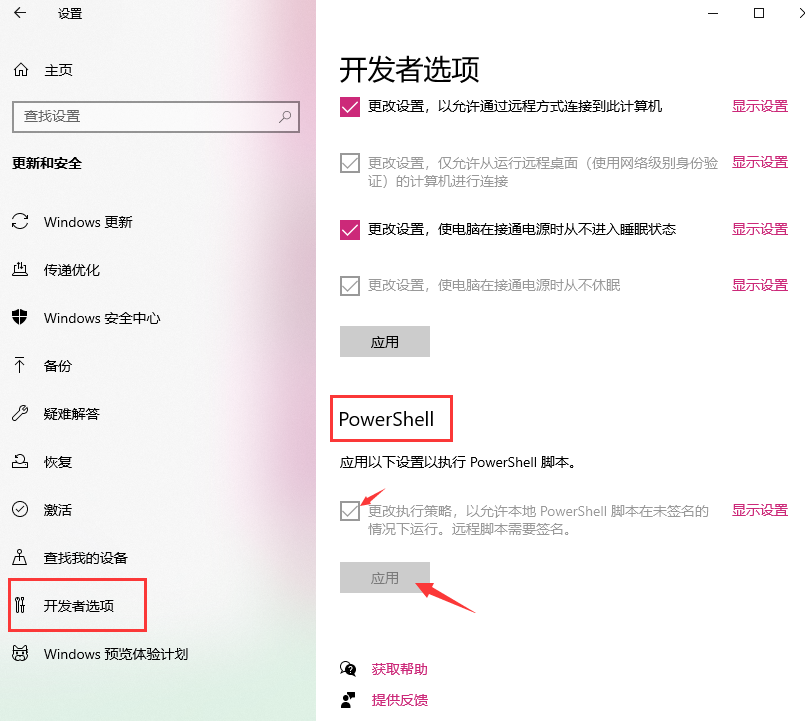 设置
主页
查找设置
更新和安全
Windows 更新
传递优化
Windows 安全中心
备份
疑难解答
恢复
激活
查找我的设备
开发者选项
Windows 预览体验计划
开发者选项
更改设置，以允许通过远程方式连接到此计算机
显示设置
更改设置，仅允许从运行远程桌面（使用网络级别身份验
证）的计算机进行连接
显示设置
更改设置，使电脑在接通电源时从不进入睡眠状态
显示设置
更改设置，使电脑在接通电源时从不休眠
显示设置
应用
PowerShell
应用以下设置以执行 PowerShell 脚本。
更改执行策略，以允许本地 PowerShell 脚本在未签名的
情况下运行。远程脚本需要签名。
显示设置
应用
获取帮助
提供反馈